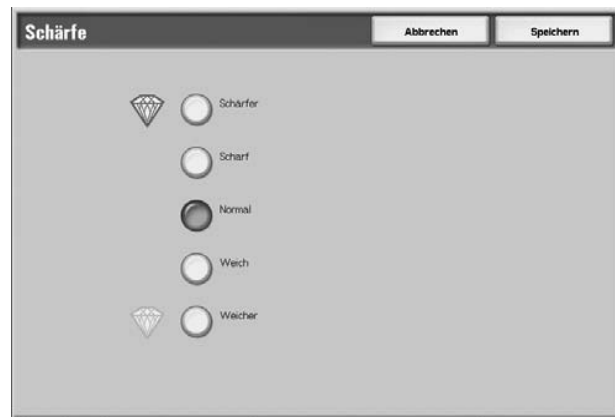 Schärfe
Abbrechen
Speichern
Schärfer
Scharf
Normal
Weich
Weicher